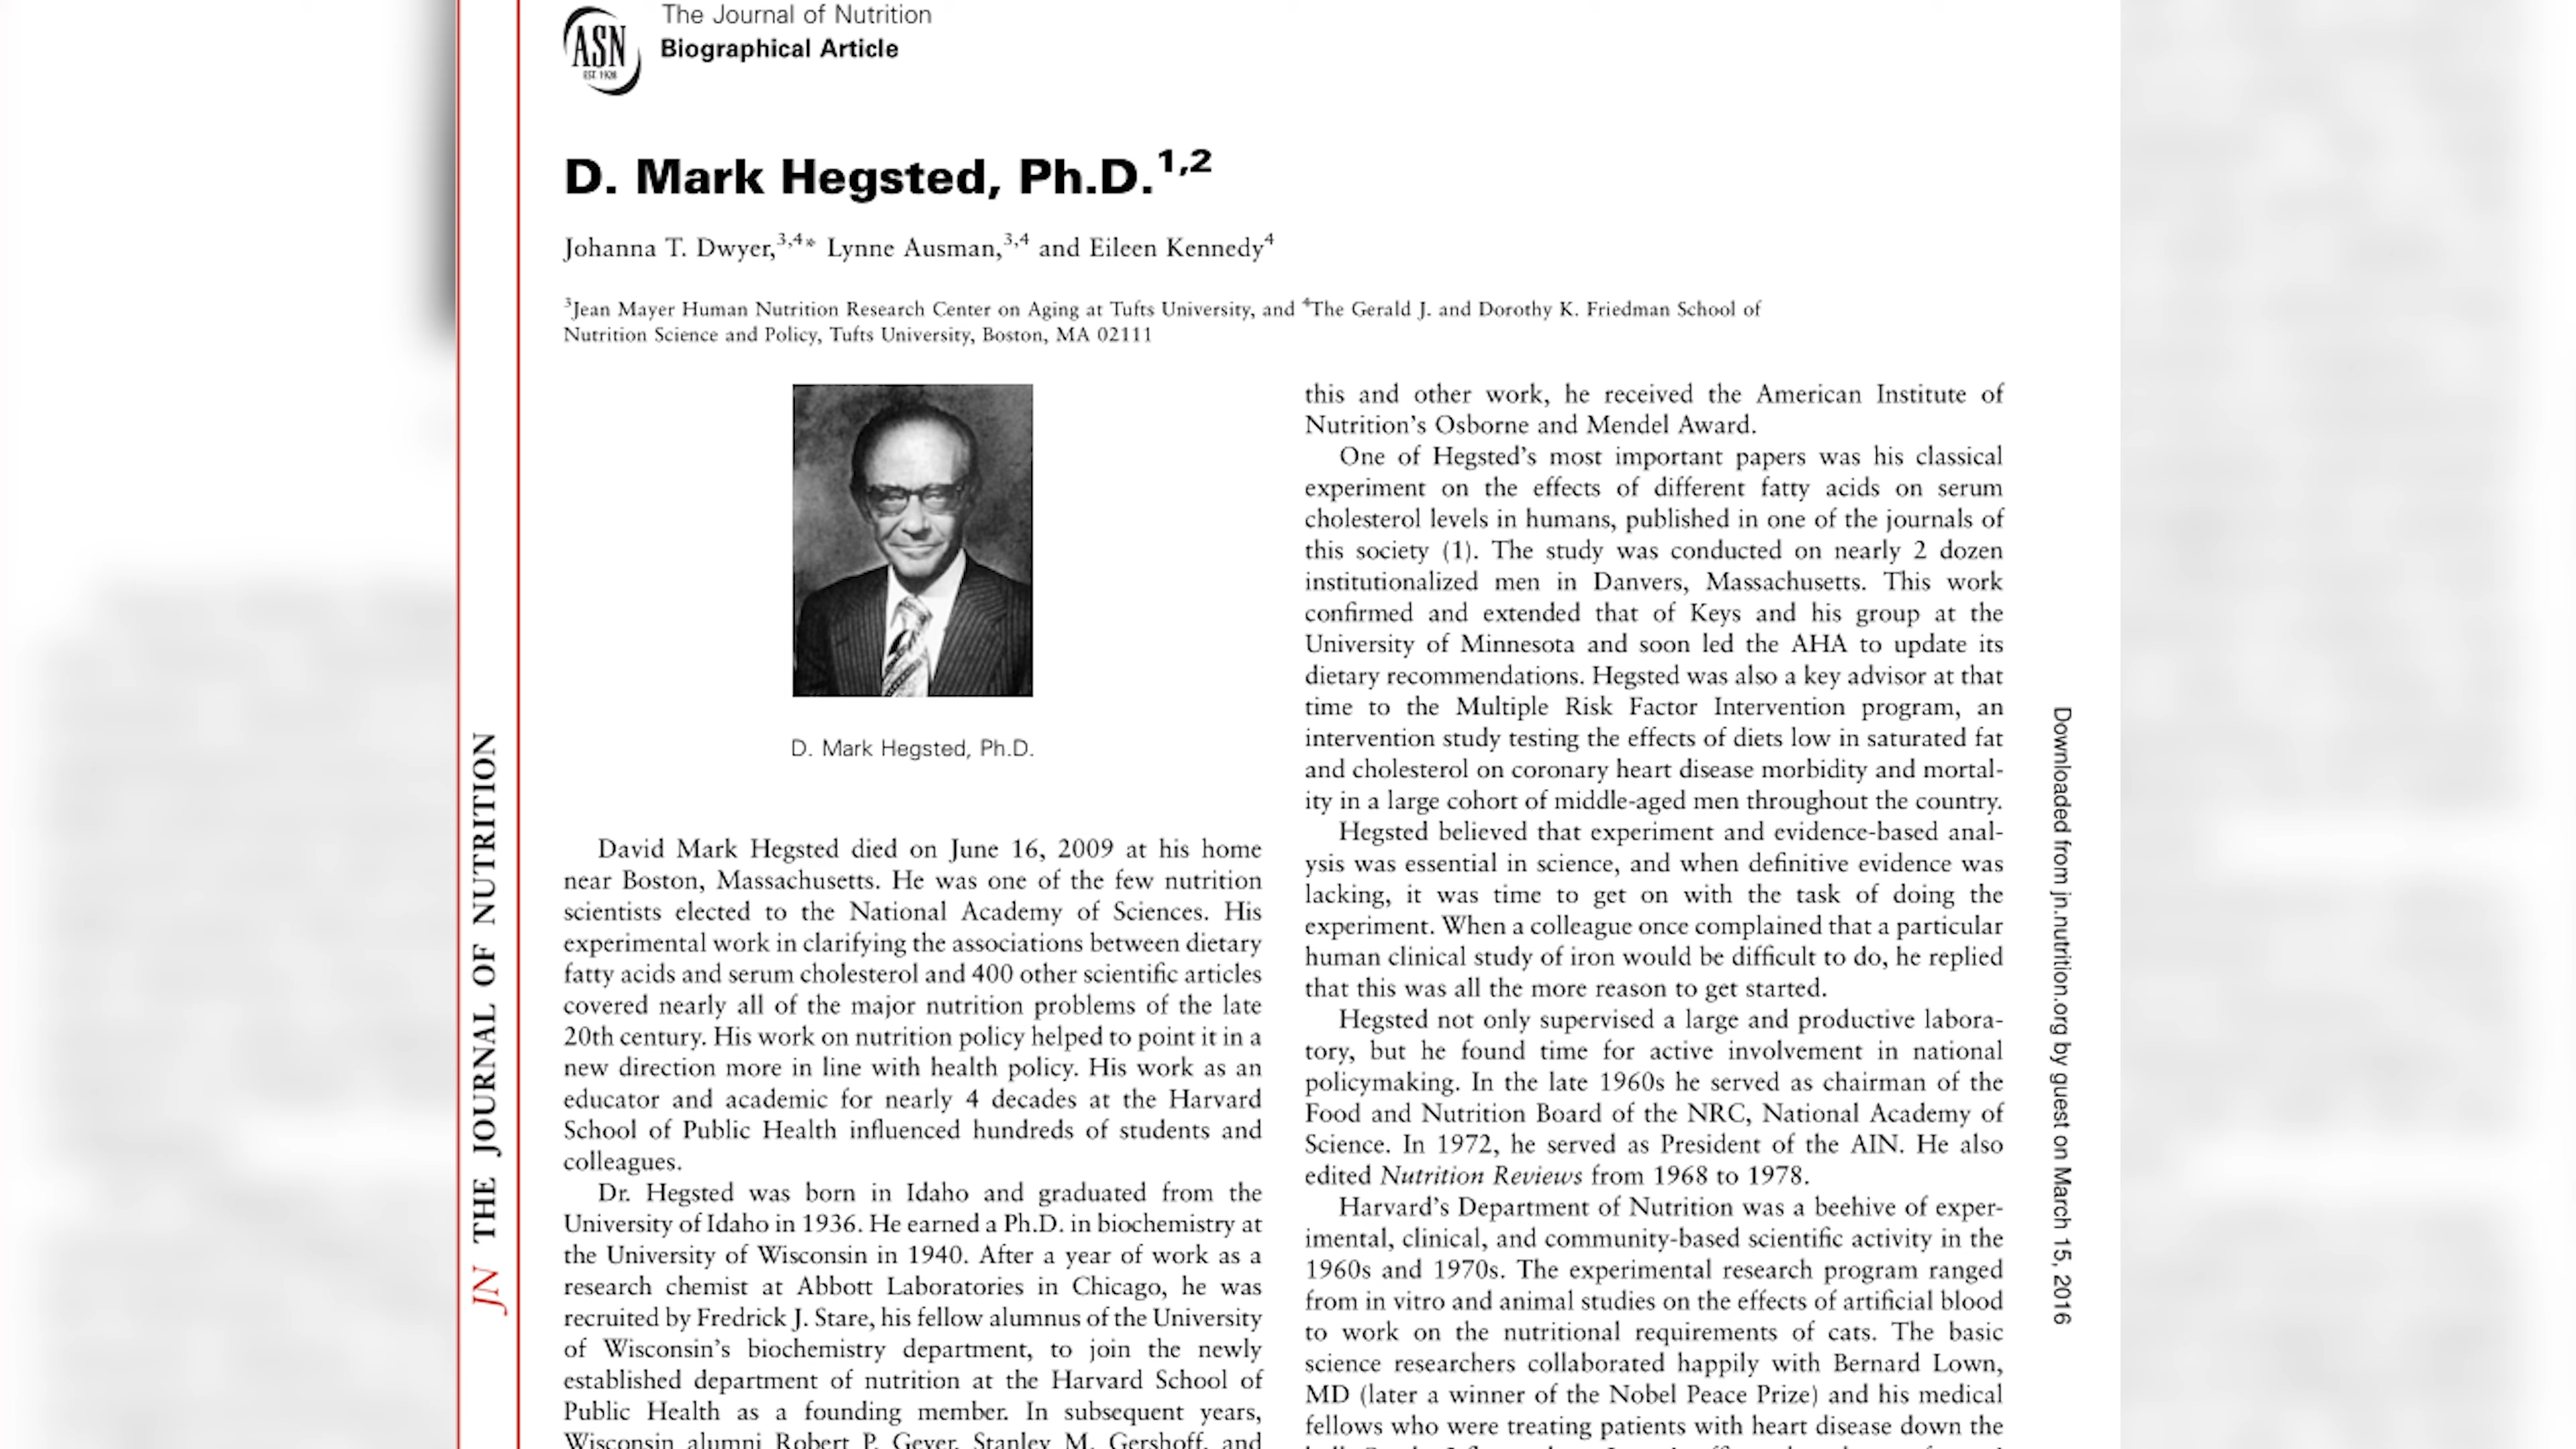 The Journal of Nutrition
ASN
EST. 1928
Biographical Article
D. Mark Hegsted, Ph.D.1,2
Johanna T. Dwyer,3,4* Lynne Ausman,3,4 and Eileen Kennedy4
3Jean Mayer Human Nutrition Research Center on Aging at Tufts University, and 4The Gerald J. and Dorothy K. Friedman School of
Nutrition Science and Policy, Tufts University, Boston, MA 02111
D. Mark Hegsted, Ph.D.
David Mark Hegsted died on June 16, 2009 at his home
near Boston, Massachusetts. He was one of the few nutrition
scientists elected to the National Academy of Sciences. His
experimental work in clarifying the associations between dietary
fatty acids and serum cholesterol and 400 other scientific articles
covered nearly all of the major nutrition problems of the late
20th century. His work on nutrition policy helped to point it in a
new direction more in line with health policy. His work as an
educator and academic for nearly 4 decades at the Harvard
School of Public Health influenced hundreds of students and
colleagues.
Dr. Hegsted was born in Idaho and graduated from the
University of Idaho in 1936. He earned a Ph.D. in biochemistry at
the University of Wisconsin in 1940. After a year of work as a
research chemist at Abbott Laboratories in Chicago, he was
recruited by Fredrick J. Stare, his fellow alumnus of the University
of Wisconsin's biochemistry department, to join the newly
established department of nutrition at the Harvard School of
Public Health as a founding member. In subsequent years,
Wisconsin alumni Robert P. Geyer, Stanley M. Gershoff, and
this and other work, he received the American Institute of
Nutrition's Osborne and Mendel Award.
One of Hegsted's most important papers was his classical
experiment on the effects of different fatty acids on serum
cholesterol levels in humans, published in one of the journals of
this society (1). The study was conducted on nearly 2 dozen
institutionalized men in Danvers, Massachusetts. This work
confirmed and extended that of Keys and his group at the
University of Minnesota and soon led the AHA to update its
dietary recommendations. Hegsted was also a key advisor at that
time to the Multiple Risk Factor Intervention program, an
intervention study testing the effects of diets low in saturated fat
and cholesterol on coronary heart disease morbidity and mortal-
ity in a large cohort of middle-aged men throughout the country.
Hegsted believed that experiment and evidence-based anal-
ysis was essential in science, and when definitive evidence was
lacking, it was time to get on with the task of doing the
experiment. When a colleague once complained that a particular
human clinical study of iron would be difficult to do, he replied
that this was all the more reason to get started.
Hegsted not only supervised a large and productive labora-
tory, but he found time for active involvement in national
policymaking. In the late 1960s he served as chairman of the
Food and Nutrition Board of the NRC, National Academy of
Science. In 1972, he served as President of the AIN. He also
edited Nutrition Reviews from 1968 to 1978.
Harvard's Department of Nutrition was a beehive of exper-
imental, clinical, and community-based scientific activity in the
1960s and 1970s. The experimental research program ranged
from in vitro and animal studies on the effects of artificial blood
to work on the nutritional requirements of cats. The basic
science researchers collaborated happily with Bernard Lown,
MD (later a winner of the Nobel Peace Prize) and his medical
fellows who were treating patients with heart disease down the
JN THE JOURNAL OF NUTRITION
Downloaded from jn.nutrition.org by guest on March 15, 2016